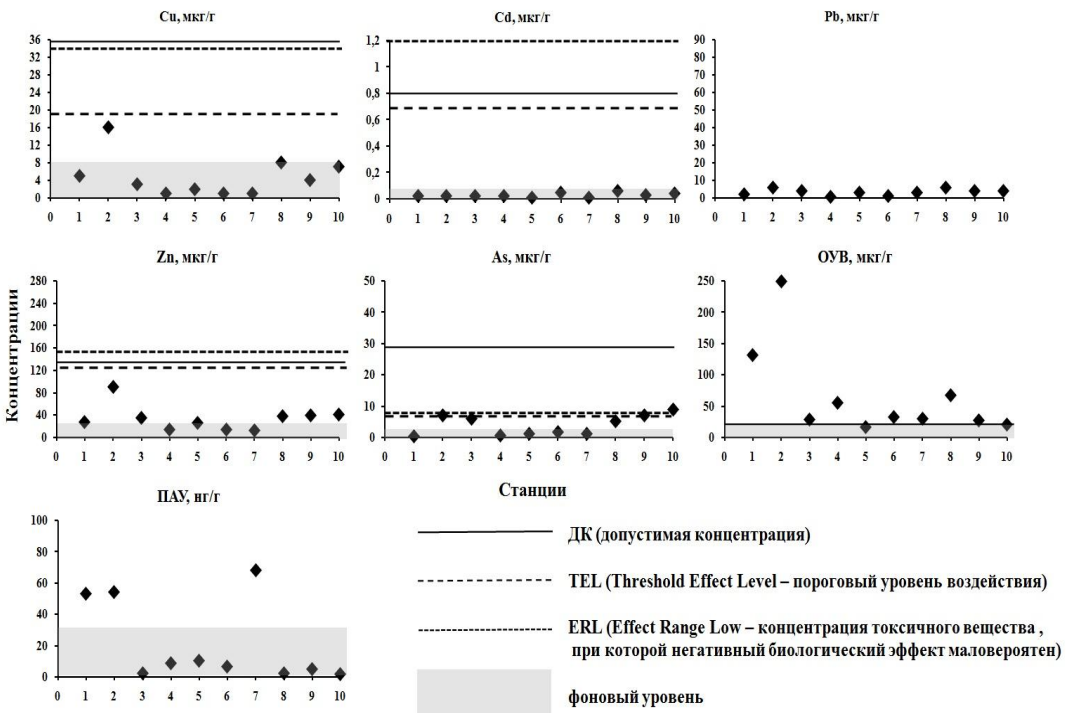 Cu, мкг/г
Cd, мкг/г
Pb, мкг/г
36
32
28
24
20
16
12
8
4
0
0 1 2 3 4 5 6 7 8 9 10
1,2
1
0,8
0,6
0,4
0,2
0
0 1 2 3 4 5 6 7 8 9 10
90
80
70
60
50
40
30
20
10
0
0 1 2 3 4 5 6 7 8 9 10
Концентрации
Zn, мкг/г
As, мкг/г
ОУВ, мкг/г
280
240
200
160
120
80
40
0
0 1 2 3 4 5 6 7 8 9 10
50
40
30
20
10
0
0 1 2 3 4 5 6 7 8 9 10
250
200
150
100
50
0
0 1 2 3 4 5 6 7 8 9 10
ПАУ, нг/г
100
80
60
40
20
0
0 1 2 3 4 5 6 7 8 9 10
Станции
ДК (допустимая концентрация)
TEL (Threshold Effect Level – пороговый уровень воздействия)
ERL (Effect Range Low – концентрация токсичного вещества ,
при которой негативный биологический эффект маловероятен)
фоновый уровень